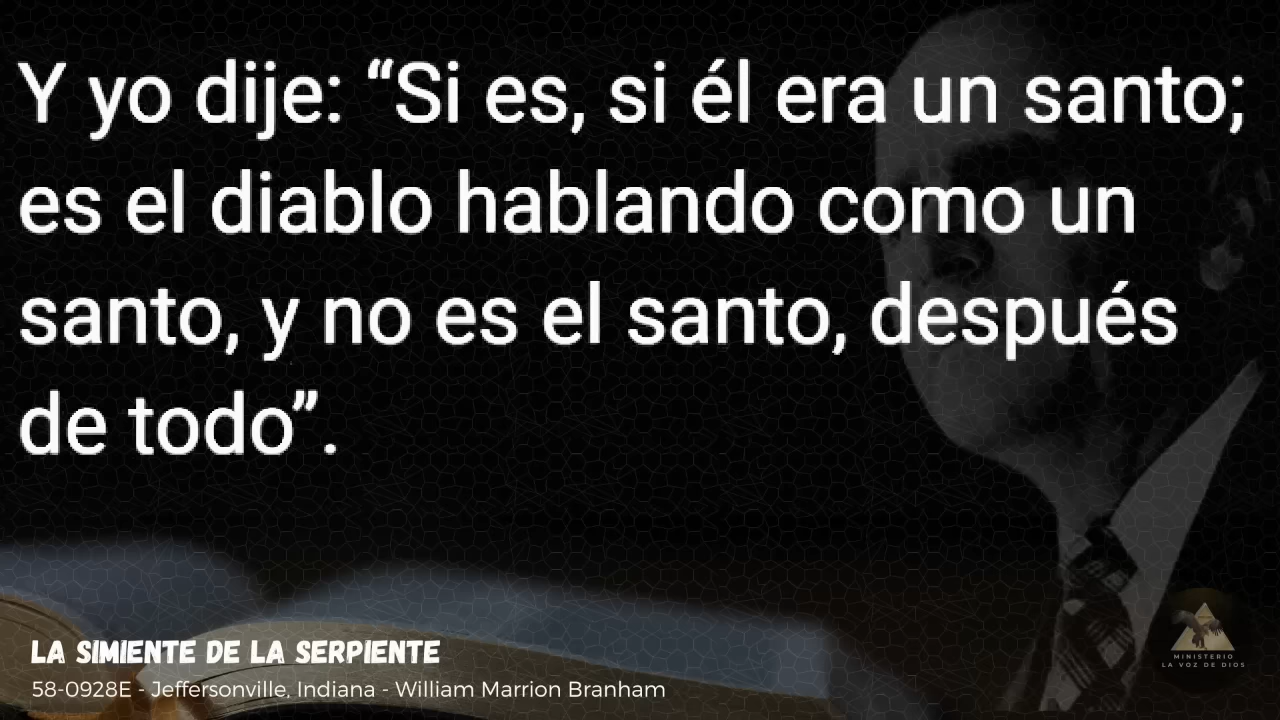 Y yo dije: “Si es, si él era un santo;
es el diablo hablando como un
santo, y no es el santo, después
de todo”.
LA SIMIENTE DE LA SERPIENTE
58-0928E - Jeffersonville, Indiana - William Marrion Branham
MINISTERIO
LA VOZ DE DIOS